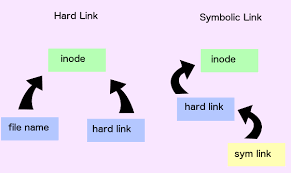 Hard Link
inode
file name
hard link
Symbolic Link
inode
hard link
sym link